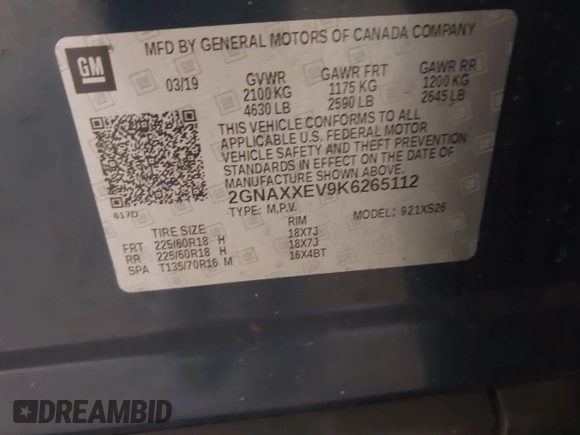 MFD BY GENERAL MOTORS OF CANADA COMPANY
GM
03/19 GVWR GAWR FRT GAWR RR
2100 KG 1175 KG 1200 KG
4630 LB 2590 LB 2645 LB
THIS VEHICLE CONFORMS TO ALL
APPLICABLE U.S. FEDERAL MOTOR
VEHICLE SAFETY AND THEFT PREVENTION
STANDARDS IN EFFECT ON THE DATE OF
MANUFACTURE SHOWN ABOVE.
2GNAXXEV9K6265112
617D
TYPE: M.P.V. MODEL: 921XS26
TIRE SIZE RIM
FRT 225/60R18 H 18X7J
RR 225/60R18 H 18X7J
SPA T135/70R16 M 16X4BT
DREAMBID